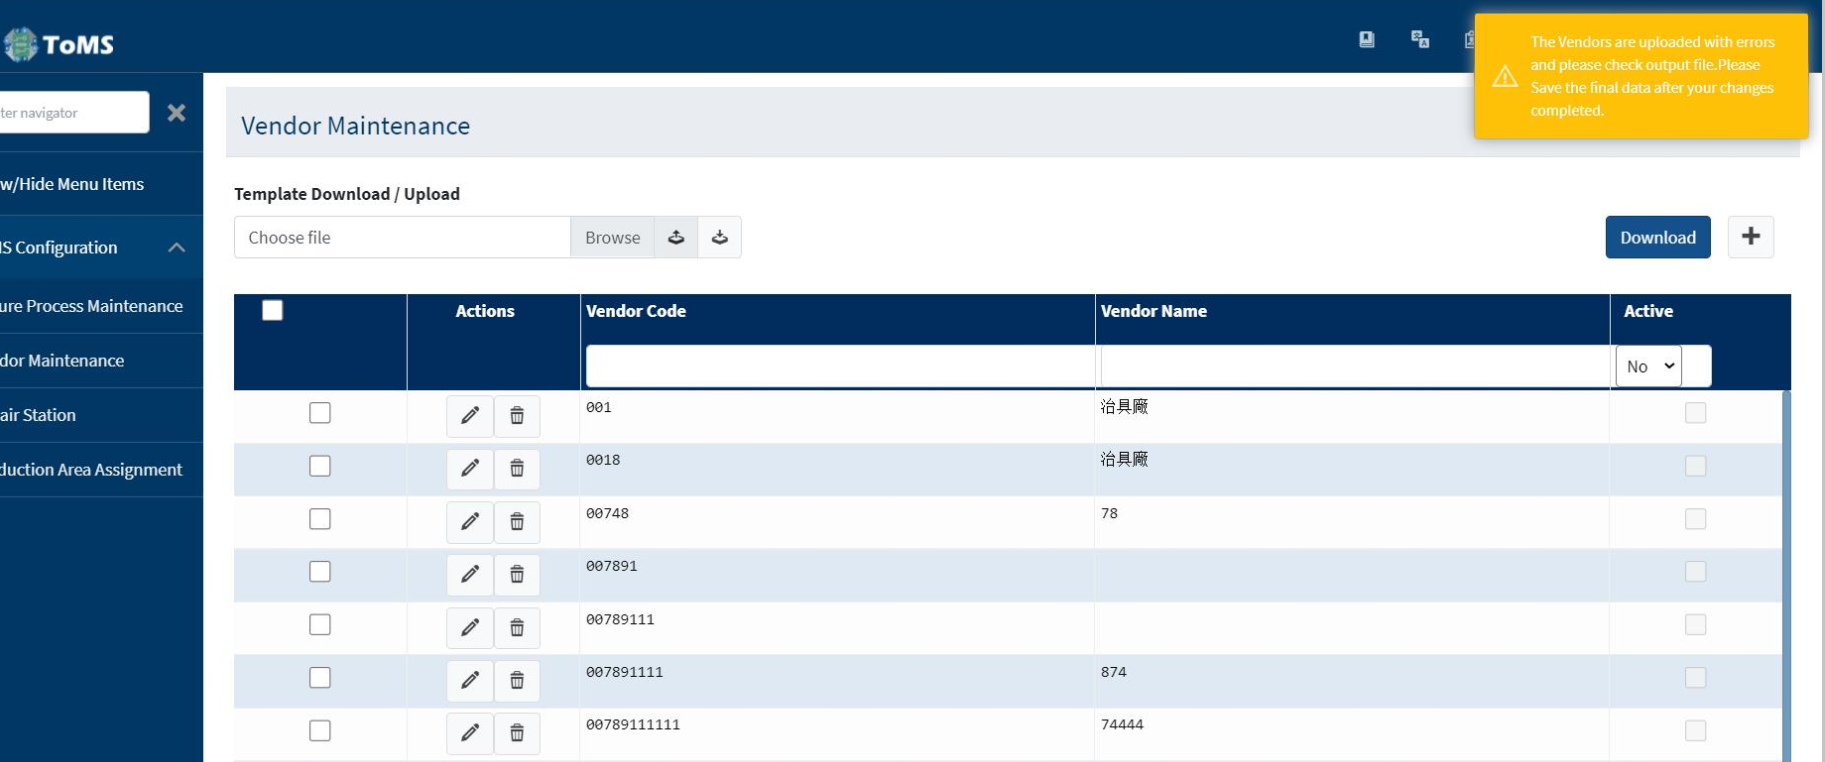 ToMS
The Vendors are uploaded with errors
and please check output file.Please
Save the final data after your changes
completed.
ter navigator
Vendor Maintenance
w/Hide Menu Items
Template Download / Upload
Choose file
Browse
Download
IS Configuration
ure Process Maintenance
dor Maintenance
air Station
duction Area Assignment
Actions Vendor Code Vendor Name Active
No
001 治具廠
0018 治具廠
00748 78
007891
00789111
007891111 874
00789111111 74444